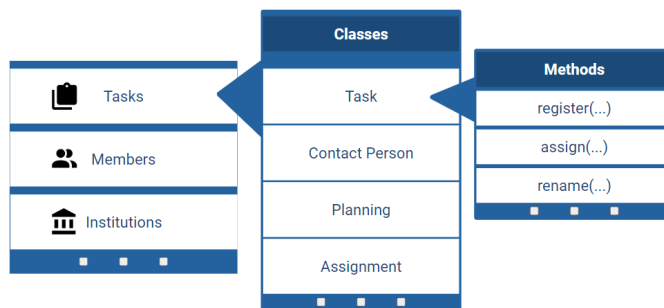 Tasks
Members
Institutions
Classes
Task
Contact Person
Planning
Assignment
Methods
register(...)
assign(...)
rename(...)